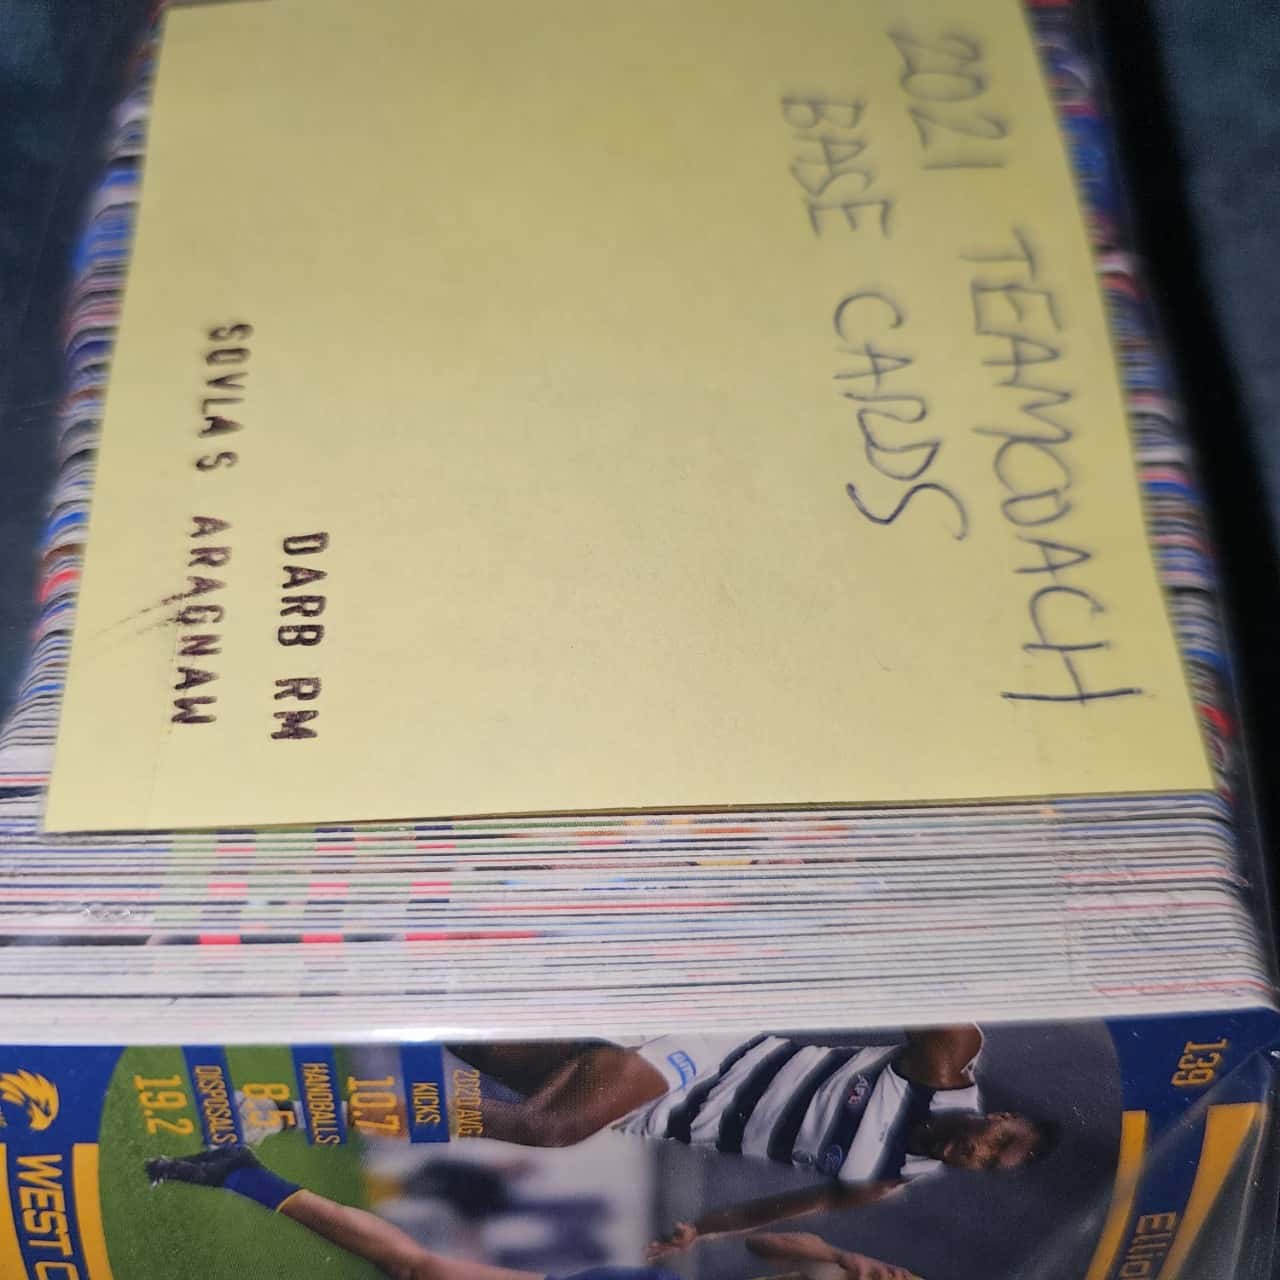 2021 TEAMCOACH
BASE CARDS
DARB RM
SOVLAS ARAGNAW
139
2020 AVG
KICKS
10.7
HANDBALLS
8.5
DISPOSALS
19.2
WEST